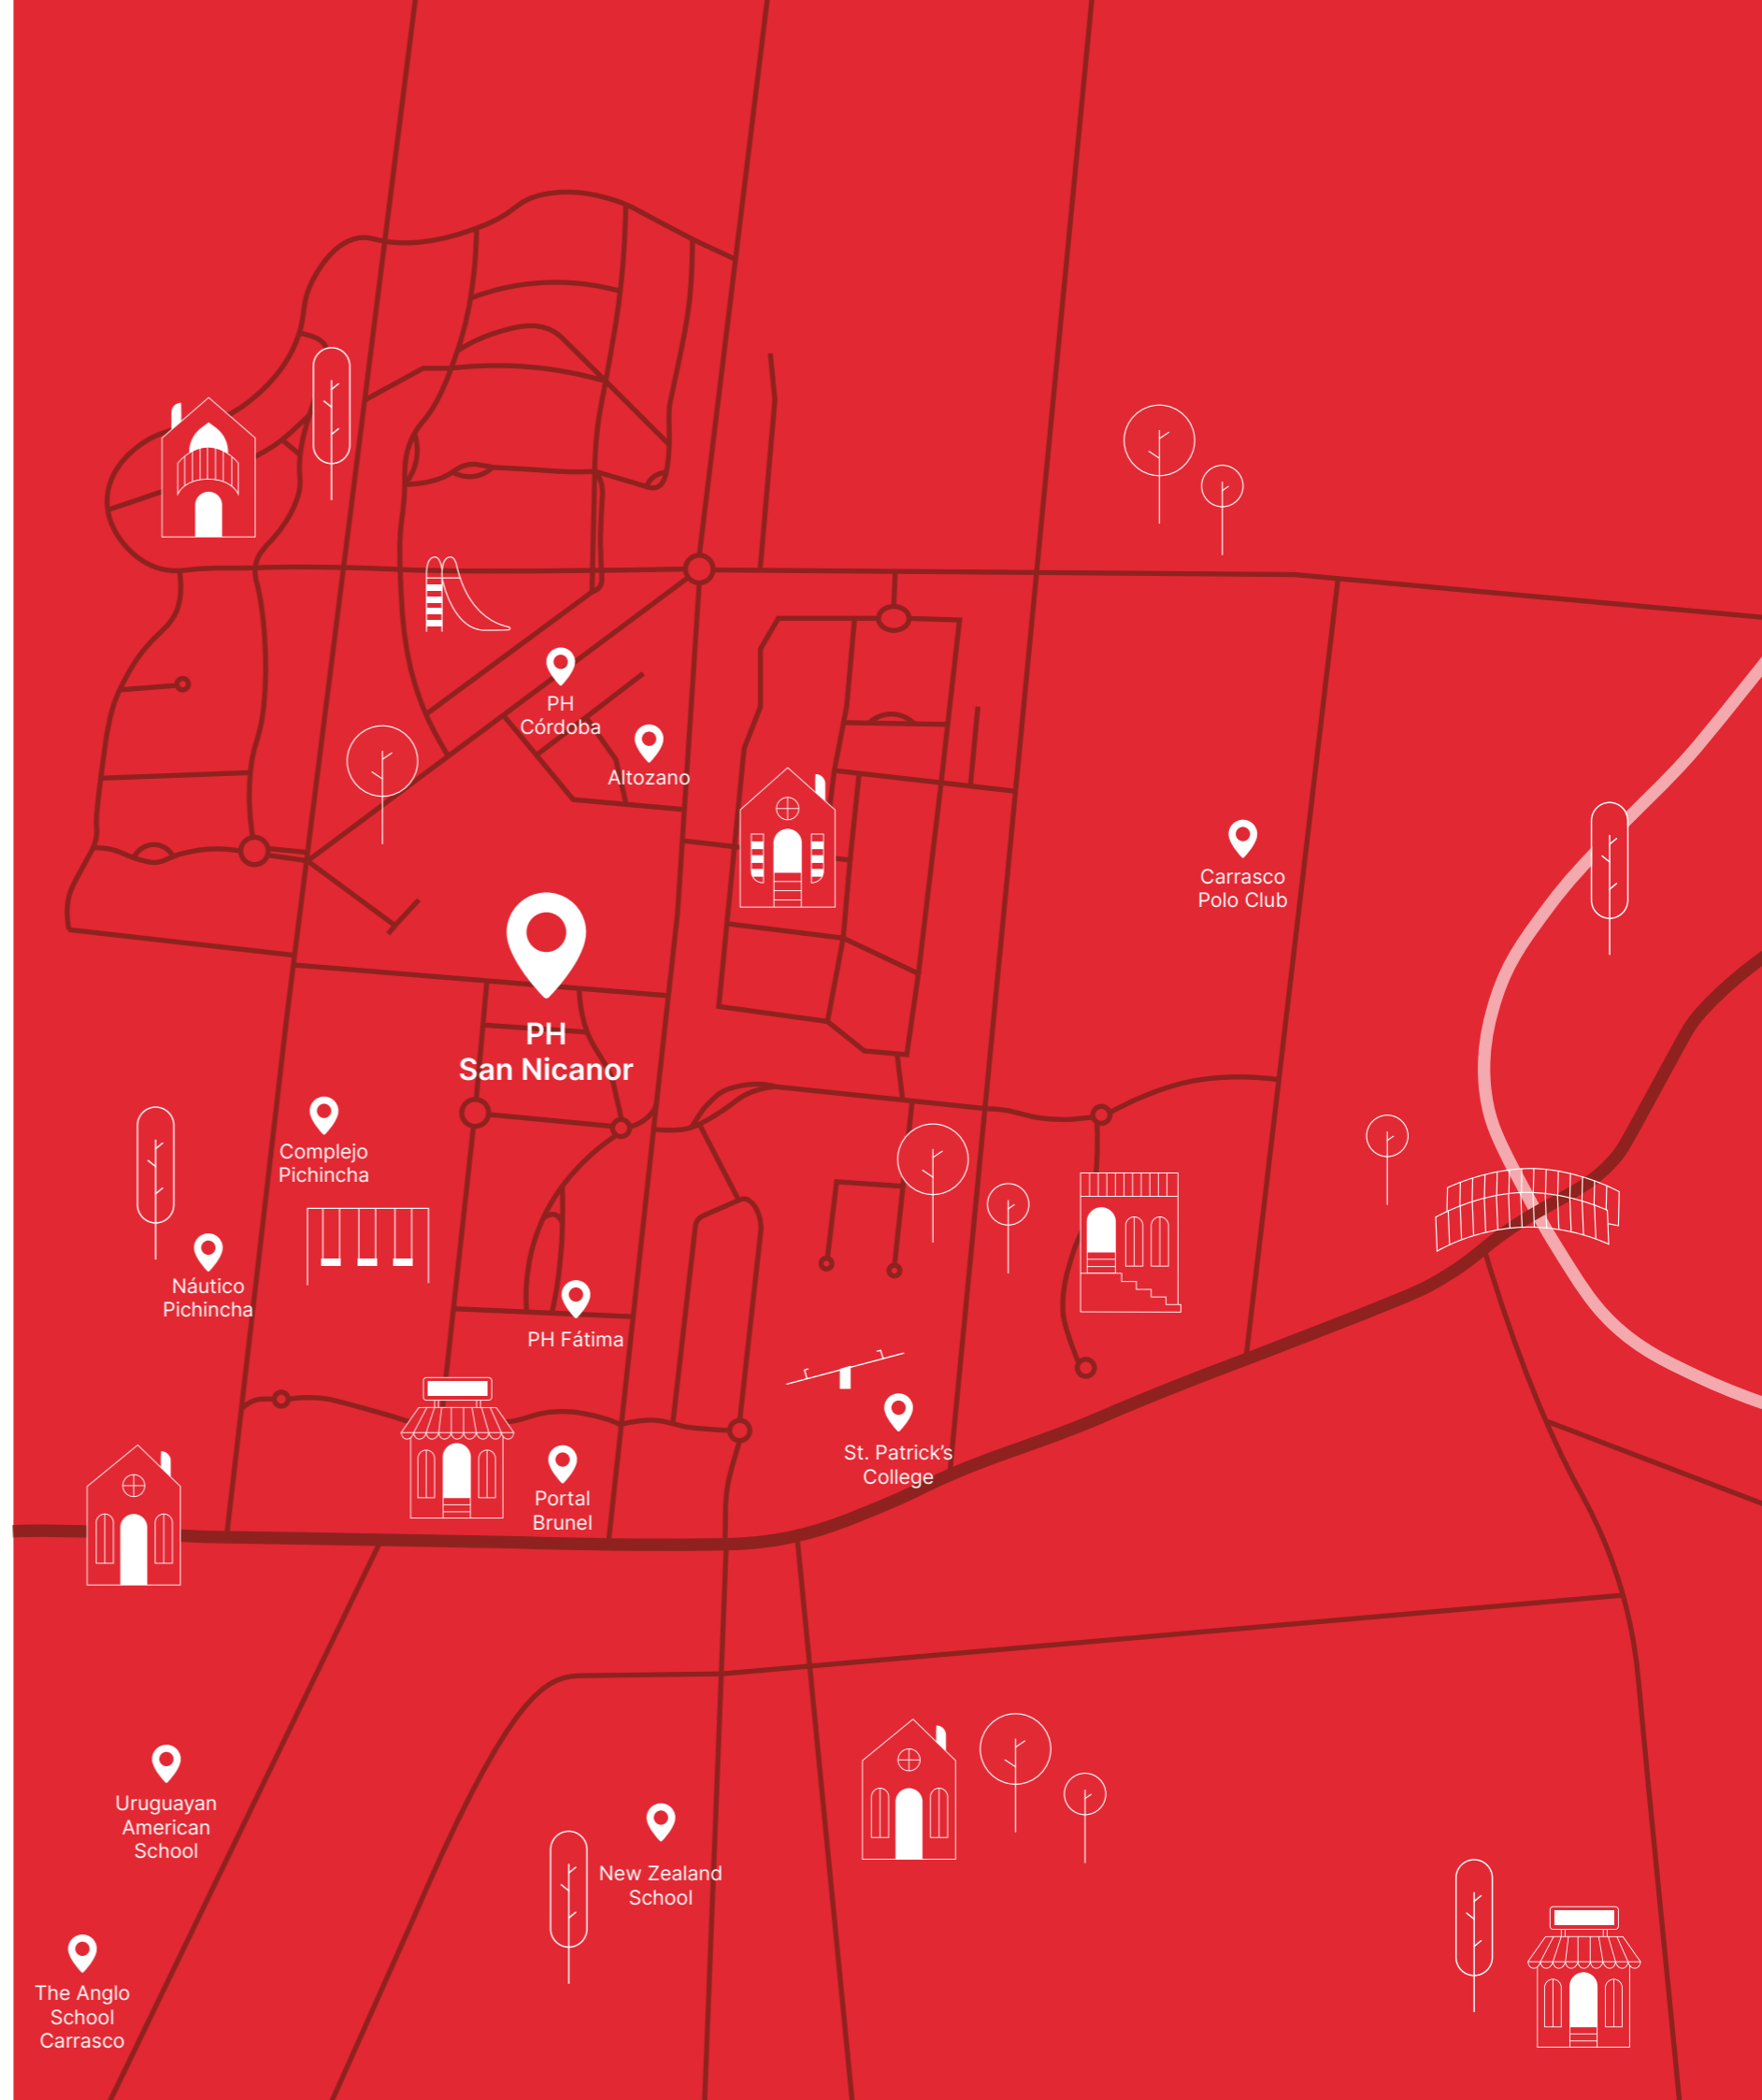 PH
Córdoba
Altozano
Carrasco
Polo Club
PH
San Nicanor
Complejo
Pichincha
Náutico
Pichincha
PH Fátima
St. Patrick’s
College
Portal
Brunel
Uruguayan
American
School
New Zealand
School
The Anglo
School
Carrasco